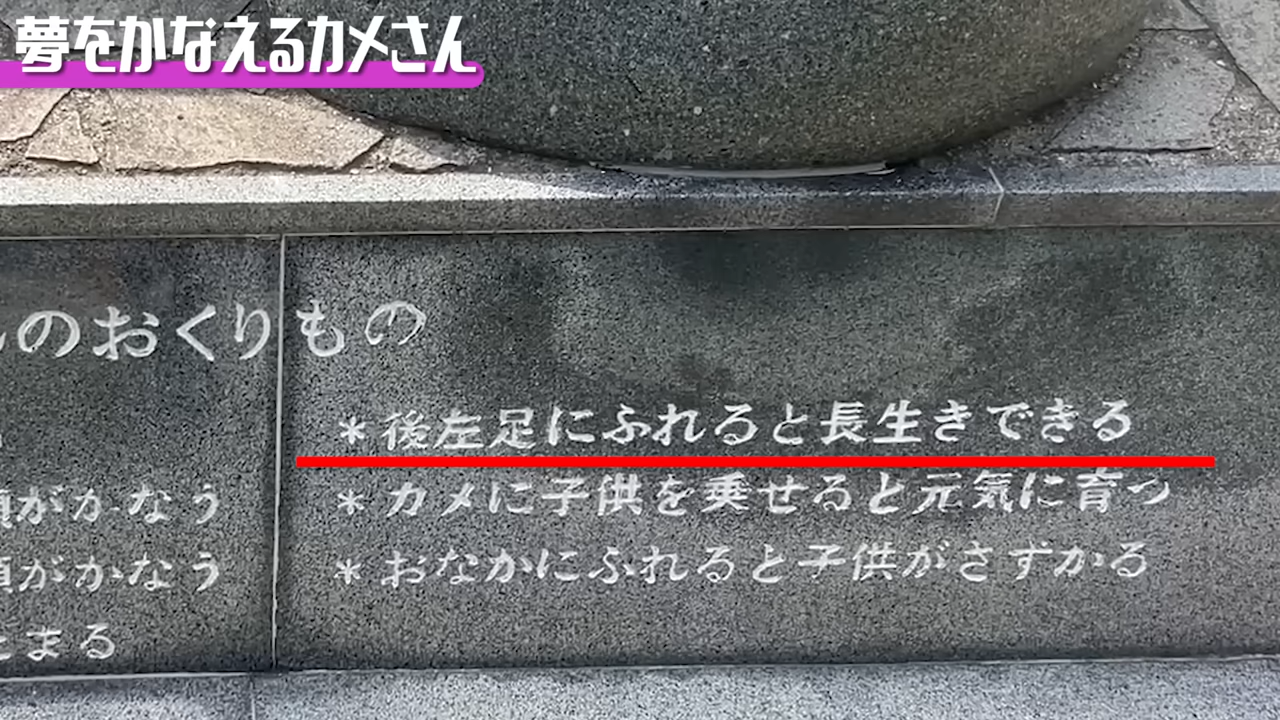 夢をかなえるカメさん
のおくりもの
*後左足にふれると長生きできる
*カメに子供を乗せると元気に育つ
*おなかにふれると子供がさずかる
がかなう
がかなう
まる